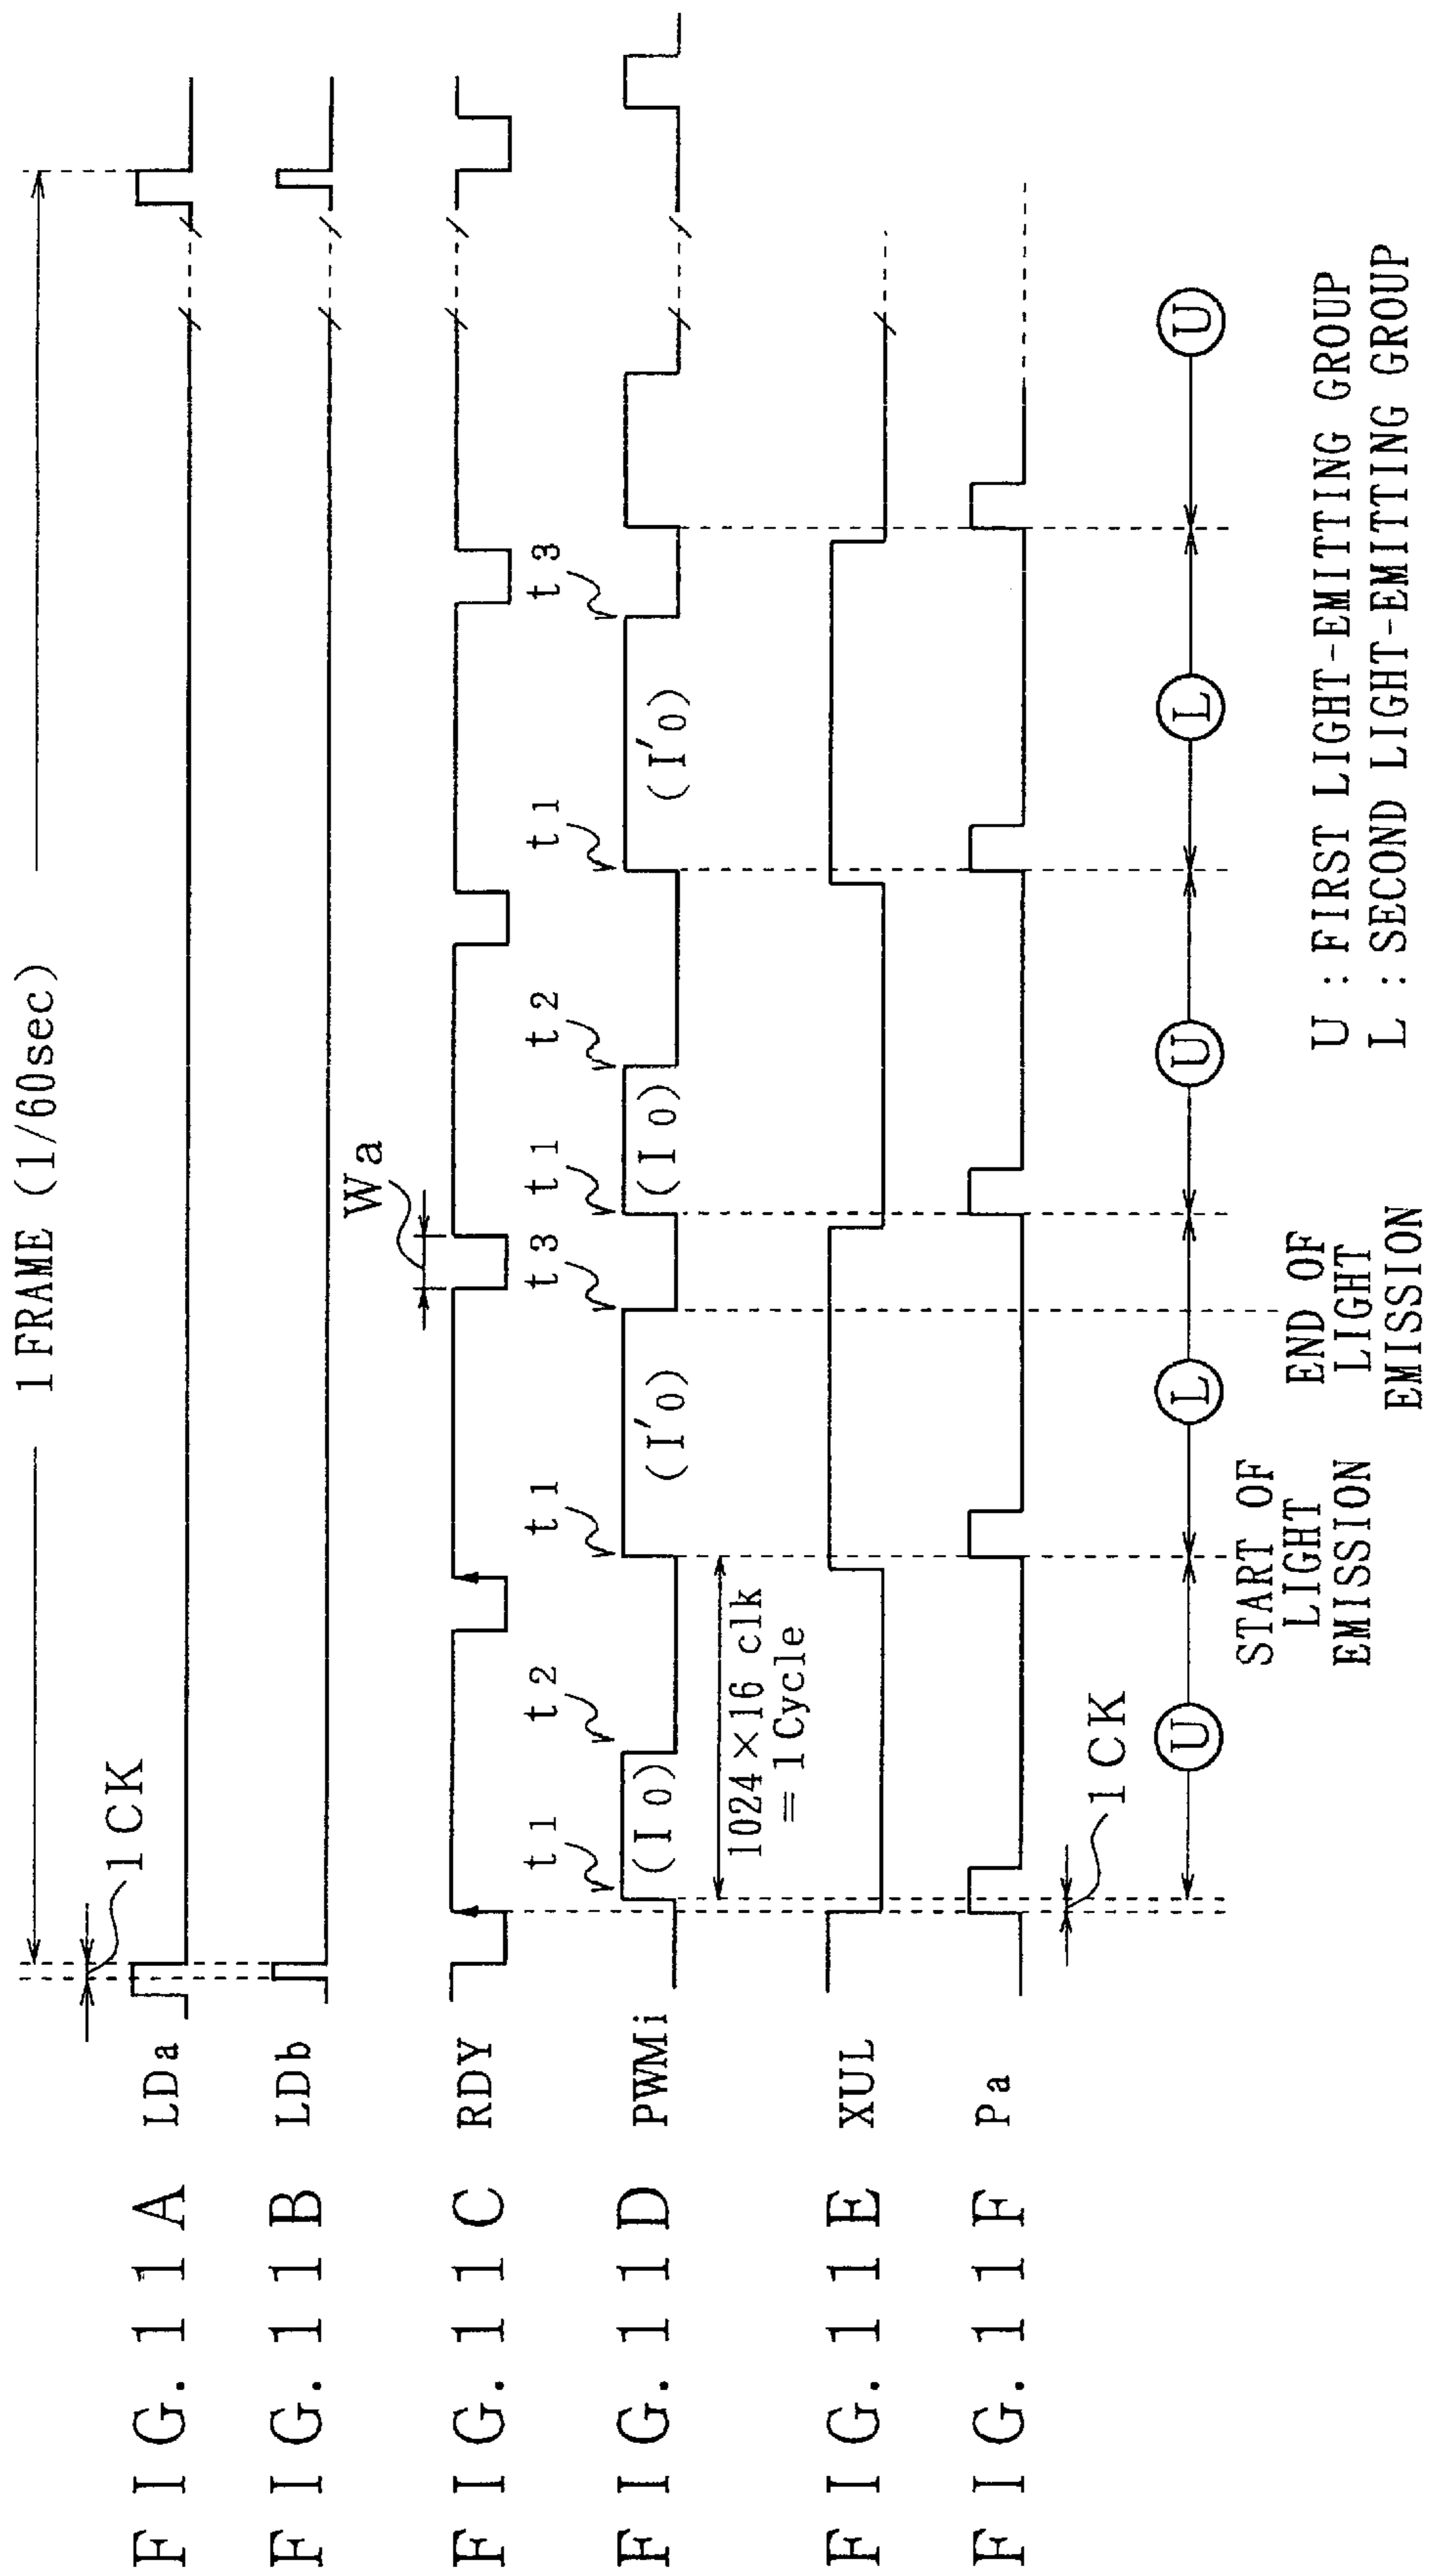 1 FRAME (1/60sec)
1CK
FIG. 11A LDa
FIG. 11B LDb
Wa
FIG. 11C RDY
t1 t2 t1 t3 t1 t2 t1 t3
FIG. 11D PWMi
(I0) (I'0) (I0) (I'0)
1024×16 clk
=1Cycle
FIG. 11E XUL
FIG. 11F Pa
1CK
U L U L U
START OF
LIGHT
EMISSION
END OF
LIGHT
EMISSION
U : FIRST LIGHT-EMITTING GROUP
L : SECOND LIGHT-EMITTING GROUP